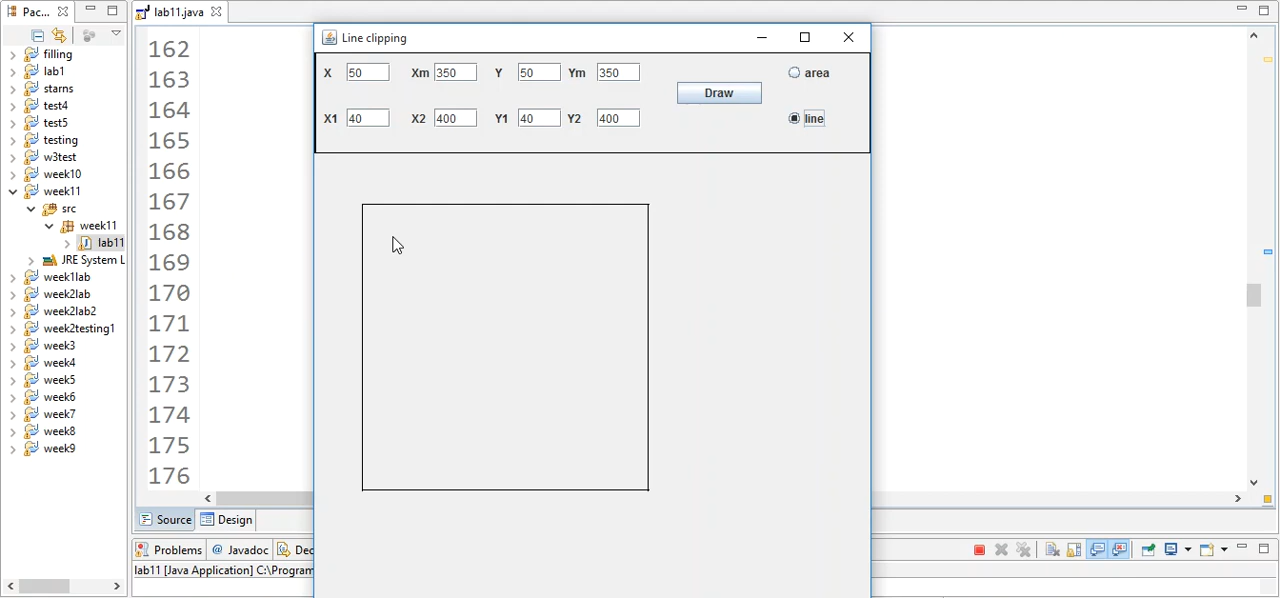 Pac...
filling
lab1
starns
test4
test5
testing
w3test
week10
week11
src
week11
lab11
JRE System L
week1lab
week2lab
week2lab2
week2testing1
week3
week4
week5
week6
week7
week8
week9
lab11.java
162
163
164
165
166
167
168
169
170
171
172
173
174
175
176
Source Design
Line clipping
X 50 Xm 350 Y 50 Ym 350
Draw
area
X1 40 X2 400 Y1 40 Y2 400
line
Problems @ Javadoc Dec
lab11 [Java Application] C:\Program